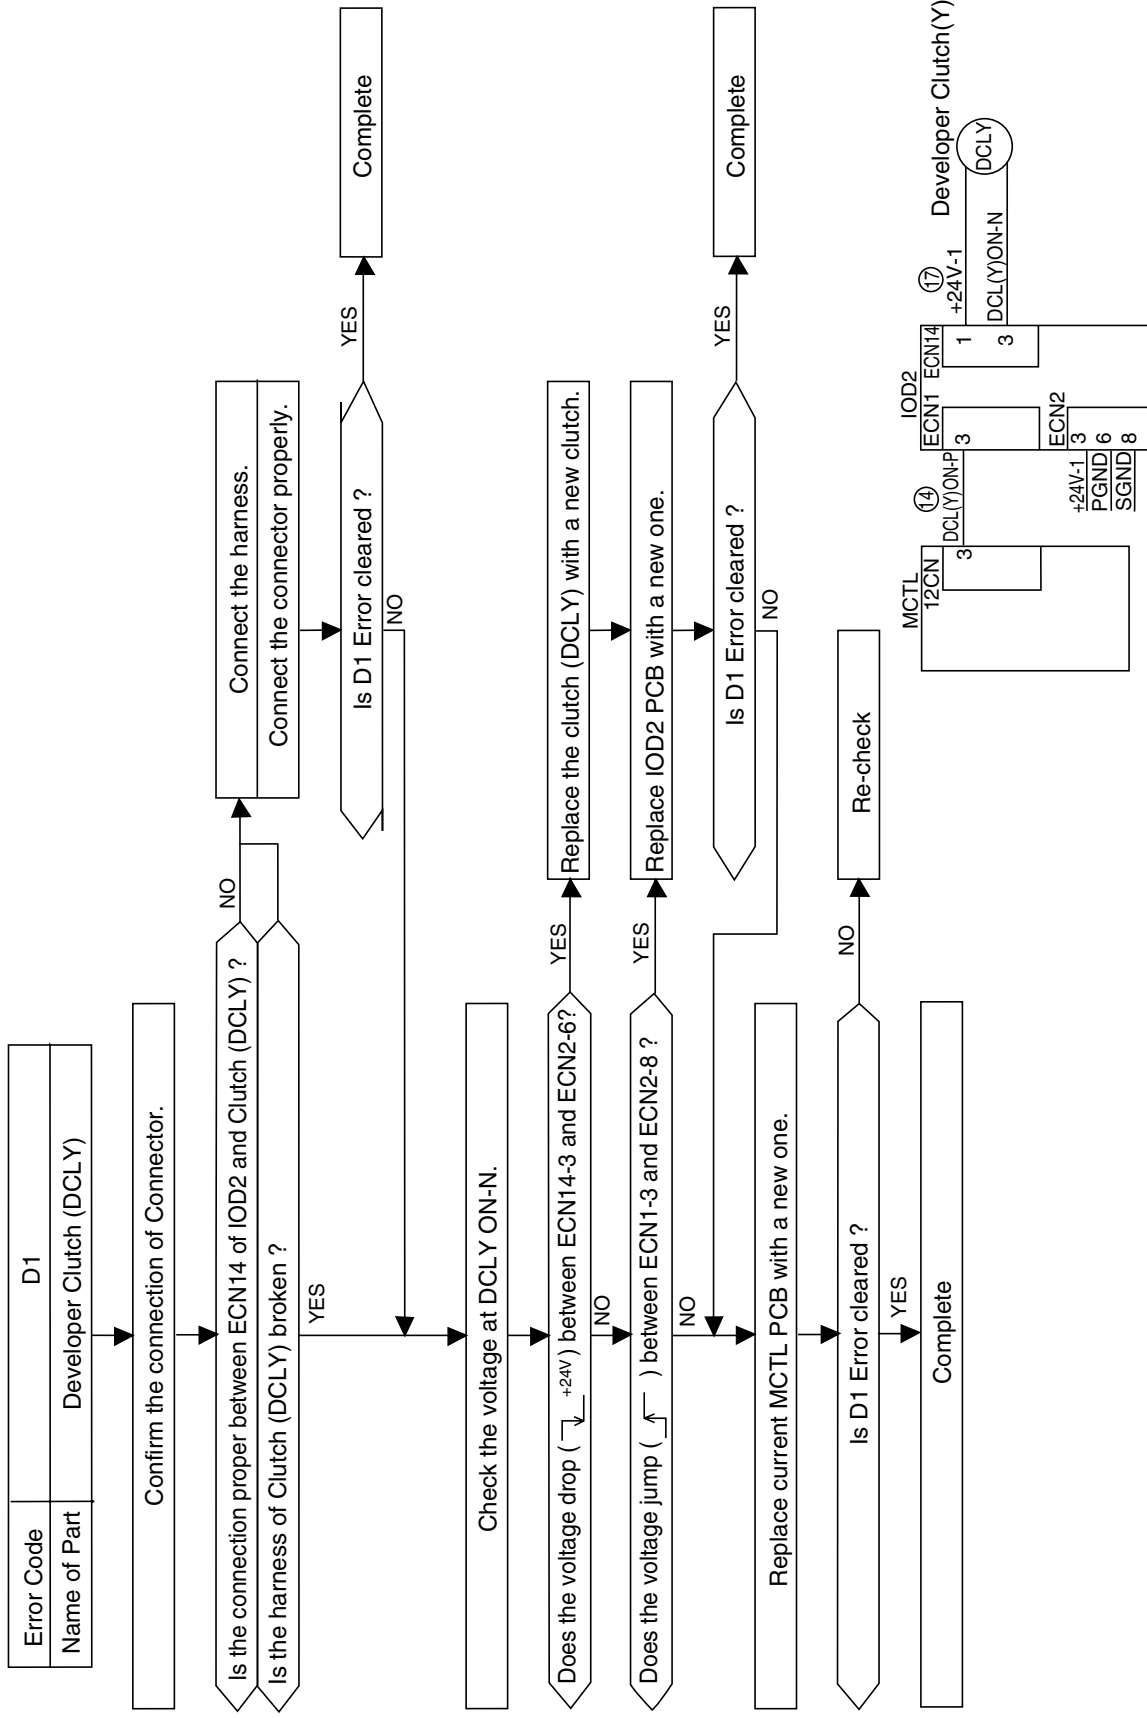 Error Code D1
Name of Part Developer Clutch (DCLY)
Confirm the connection of Connector.
Is the connection proper between ECN14 of IOD2 and Clutch (DCLY) ?
Is the harness of Clutch (DCLY) broken ?
NO
YES
Connect the harness.
Connect the connector properly.
Is D1 Error cleared ?
YES
NO
Complete
Check the voltage at DCLY ON-N.
Does the voltage drop ( +24V) between ECN14-3 and ECN2-6?
YES
NO
Replace the clutch (DCLY) with a new clutch.
Does the voltage jump ( ) between ECN1-3 and ECN2-8 ?
YES
NO
Replace IOD2 PCB with a new one.
Is D1 Error cleared ?
YES
NO
Complete
Replace current MCTL PCB with a new one.
Is D1 Error cleared ?
NO
YES
Re-check
Complete
MCTL
12CN
3
14
DCL(Y)ON-P
IOD2
ECN1
3
ECN14
1
3
17
+24V-1
DCL(Y)ON-N
Developer Clutch(Y)
DCLY
ECN2
+24V-1 3
PGND 6
SGND 8